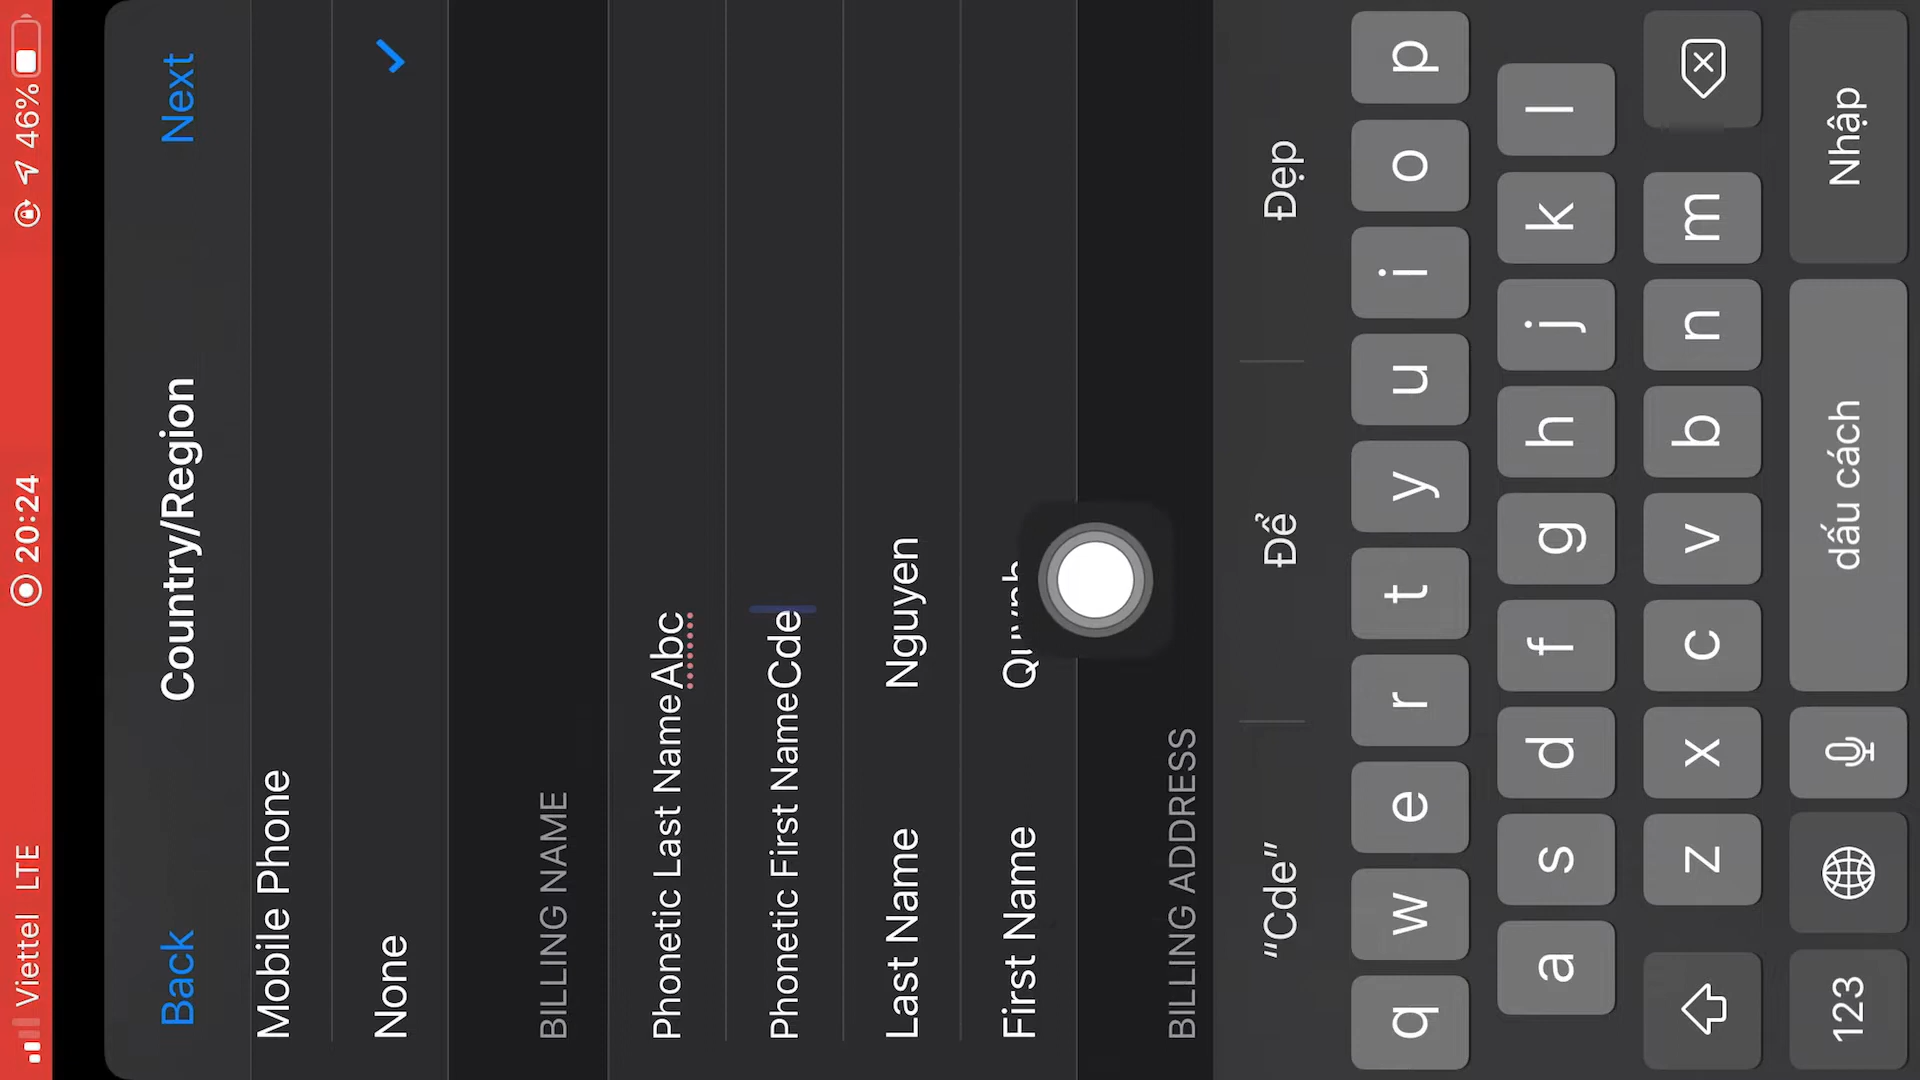 Viettel LTE 20:24 46%
Back Country/Region Next
Mobile Phone
None
BILLING NAME
Phonetic Last Name Abc
Phonetic First Name Cde
Last Name Nguyen
First Name
BILLING ADDRESS
"Cde" Để Đẹp
q w e r t y u i o p
a s d f g h j k l
z x c v b n m
123 dấu cách Nhập